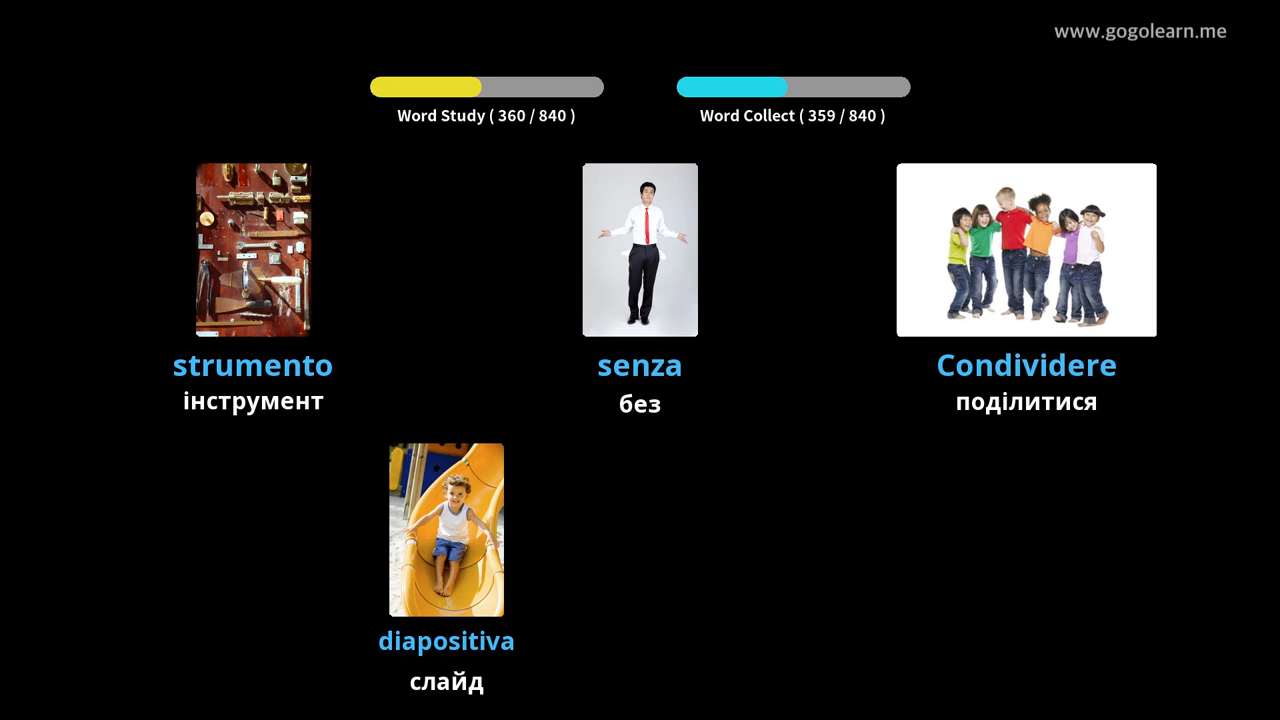 www.gogolearn.me
Word Study ( 360 / 840 )
Word Collect ( 359 / 840 )
strumento
інструмент
senza
без
Condividere
поділитися
diapositiva
слайд